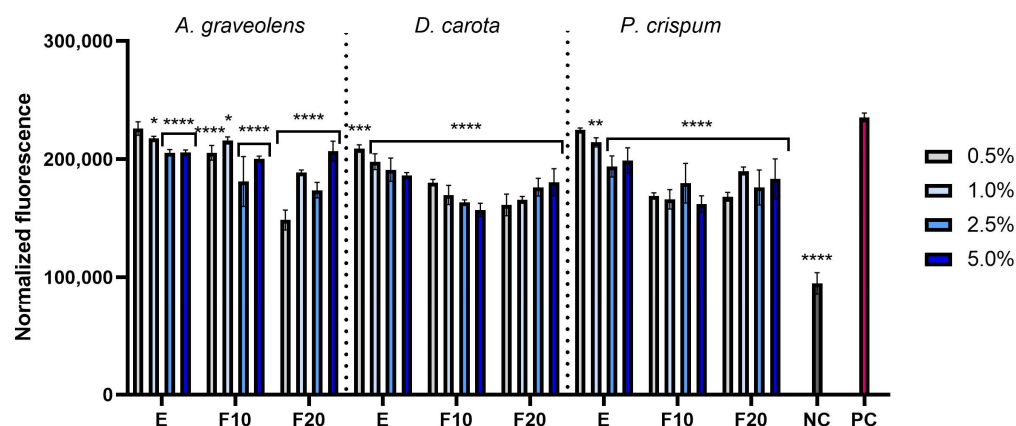 A. graveolens D. carota P. crispum
300,000
200,000
100,000
0
Normalized fluorescence
* **** **** * **** **** *** **** ** **** ****
E F10 F20 E F10 F20 E F10 F20 NC PC
0.5%
1.0%
2.5%
5.0%